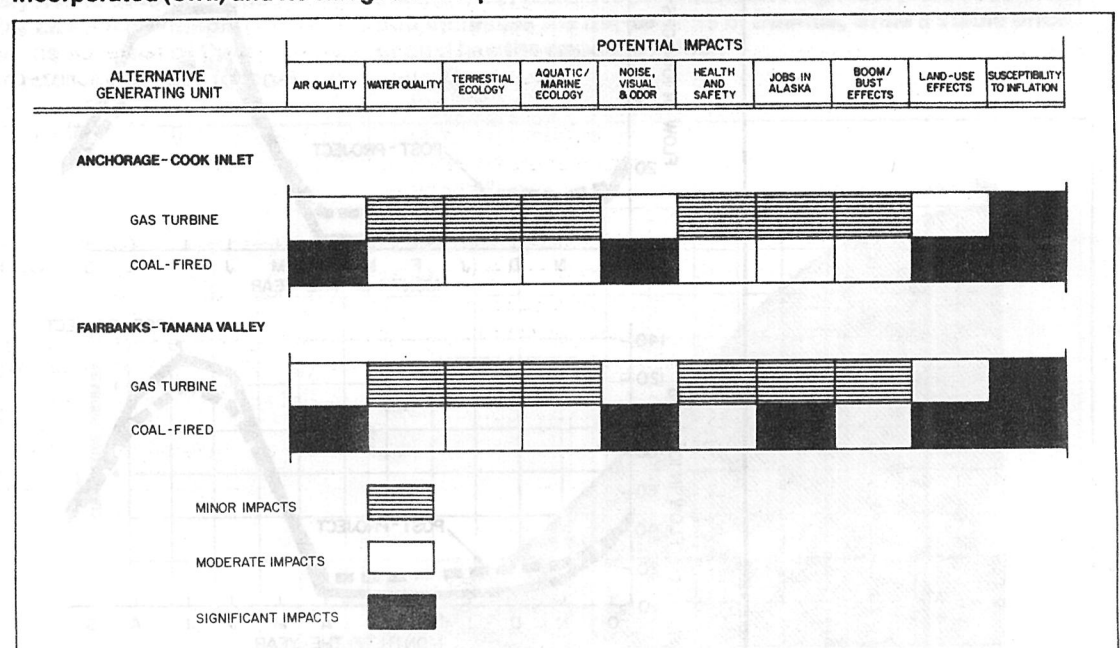 POTENTIAL IMPACTS
ALTERNATIVE
GENERATING UNIT
AIR QUALITY
WATER QUALITY
TERRESTIAL
ECOLOGY
AQUATIC/
MARINE
ECOLOGY
NOISE,
VISUAL
& ODOR
HEALTH
AND
SAFETY
JOBS IN
ALASKA
BOOM/
BUST
EFFECTS
LAND-USE
EFFECTS
SUSCEPTIBILITY
TO INFLATION
ANCHORAGE-COOK INLET
GAS TURBINE
COAL-FIRED
FAIRBANKS-TANANA VALLEY
GAS TURBINE
COAL-FIRED
MINOR IMPACTS
MODERATE IMPACTS
SIGNIFICANT IMPACTS